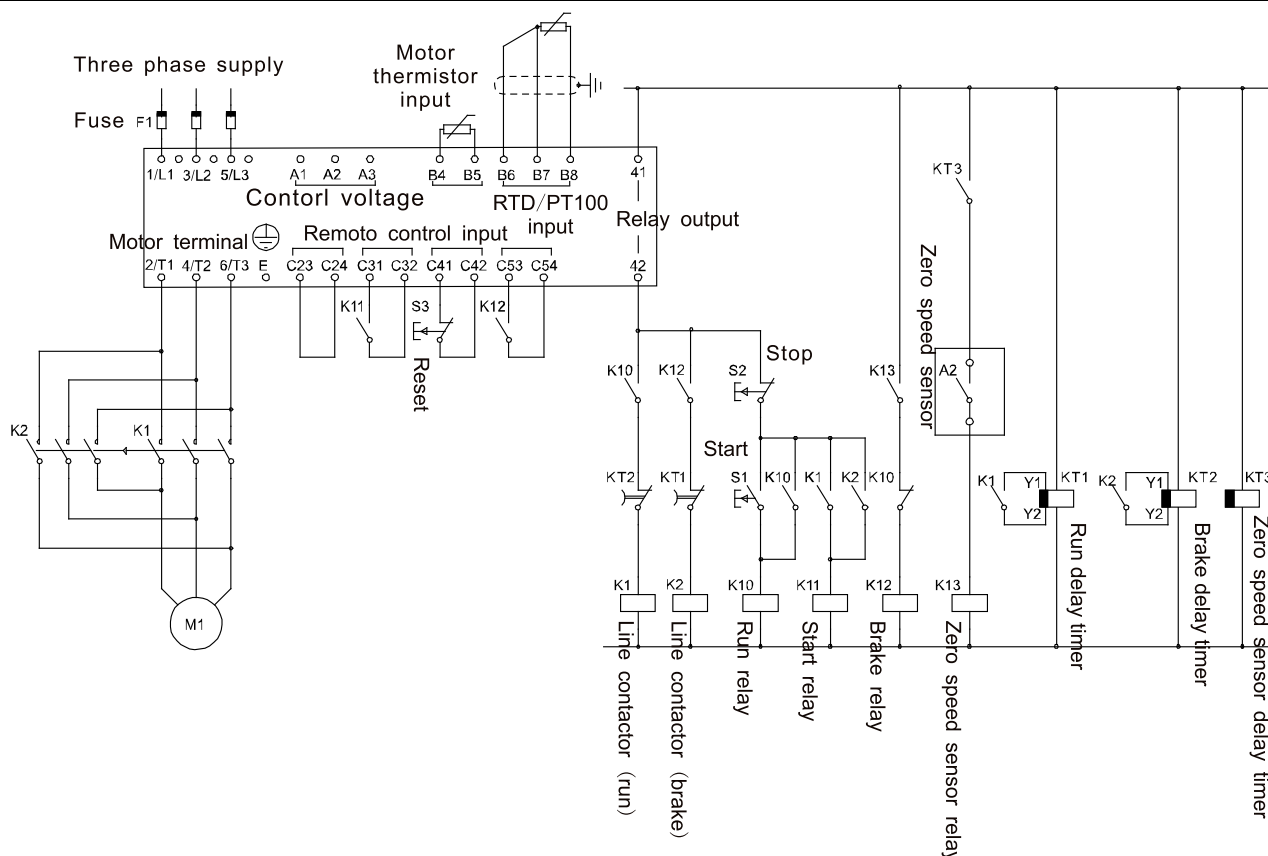 Three phase supply
Fuse F1
Motor
thermistor
input
1/L1 3/L2 5/L3 A1 A2 A3 B4 B5 B6 B7 B8 41
Contorl voltage
RTD/PT100
input
Relay output
Motor terminal
Remoto control input
2/T1 4/T2 6/T3 E C23 C24 C31 C32 C41 C42 C53 C54 42
K11 S3 K12
Reset
K2 K1
M1
KT3
Zero speed sensor
A2
Stop
K10 K12 S2 K13
Start
KT2 KT1 S1 K10 K1 K2 K10
K1 Y1 KT1
Y2
K2 Y1 KT2
Y2
KT3
K1 K2 K10 K11 K12 K13
Line contactor (run)
Line contactor (brake)
Run relay
Start relay
Brake relay
Zero speed sensor relay
Run delay timer
Brake delay timer
Zero speed sensor delay timer